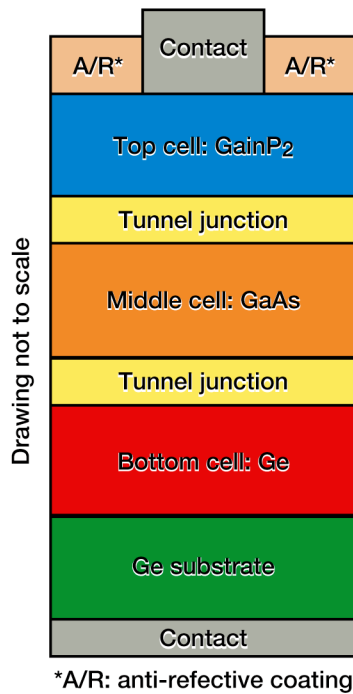 Contact
A/R*
A/R*
Top cell: GainP2
Tunnel junction
Middle cell: GaAs
Tunnel junction
Bottom cell: Ge
Ge substrate
Contact
Drawing not to scale
*A/R: anti-refective coating